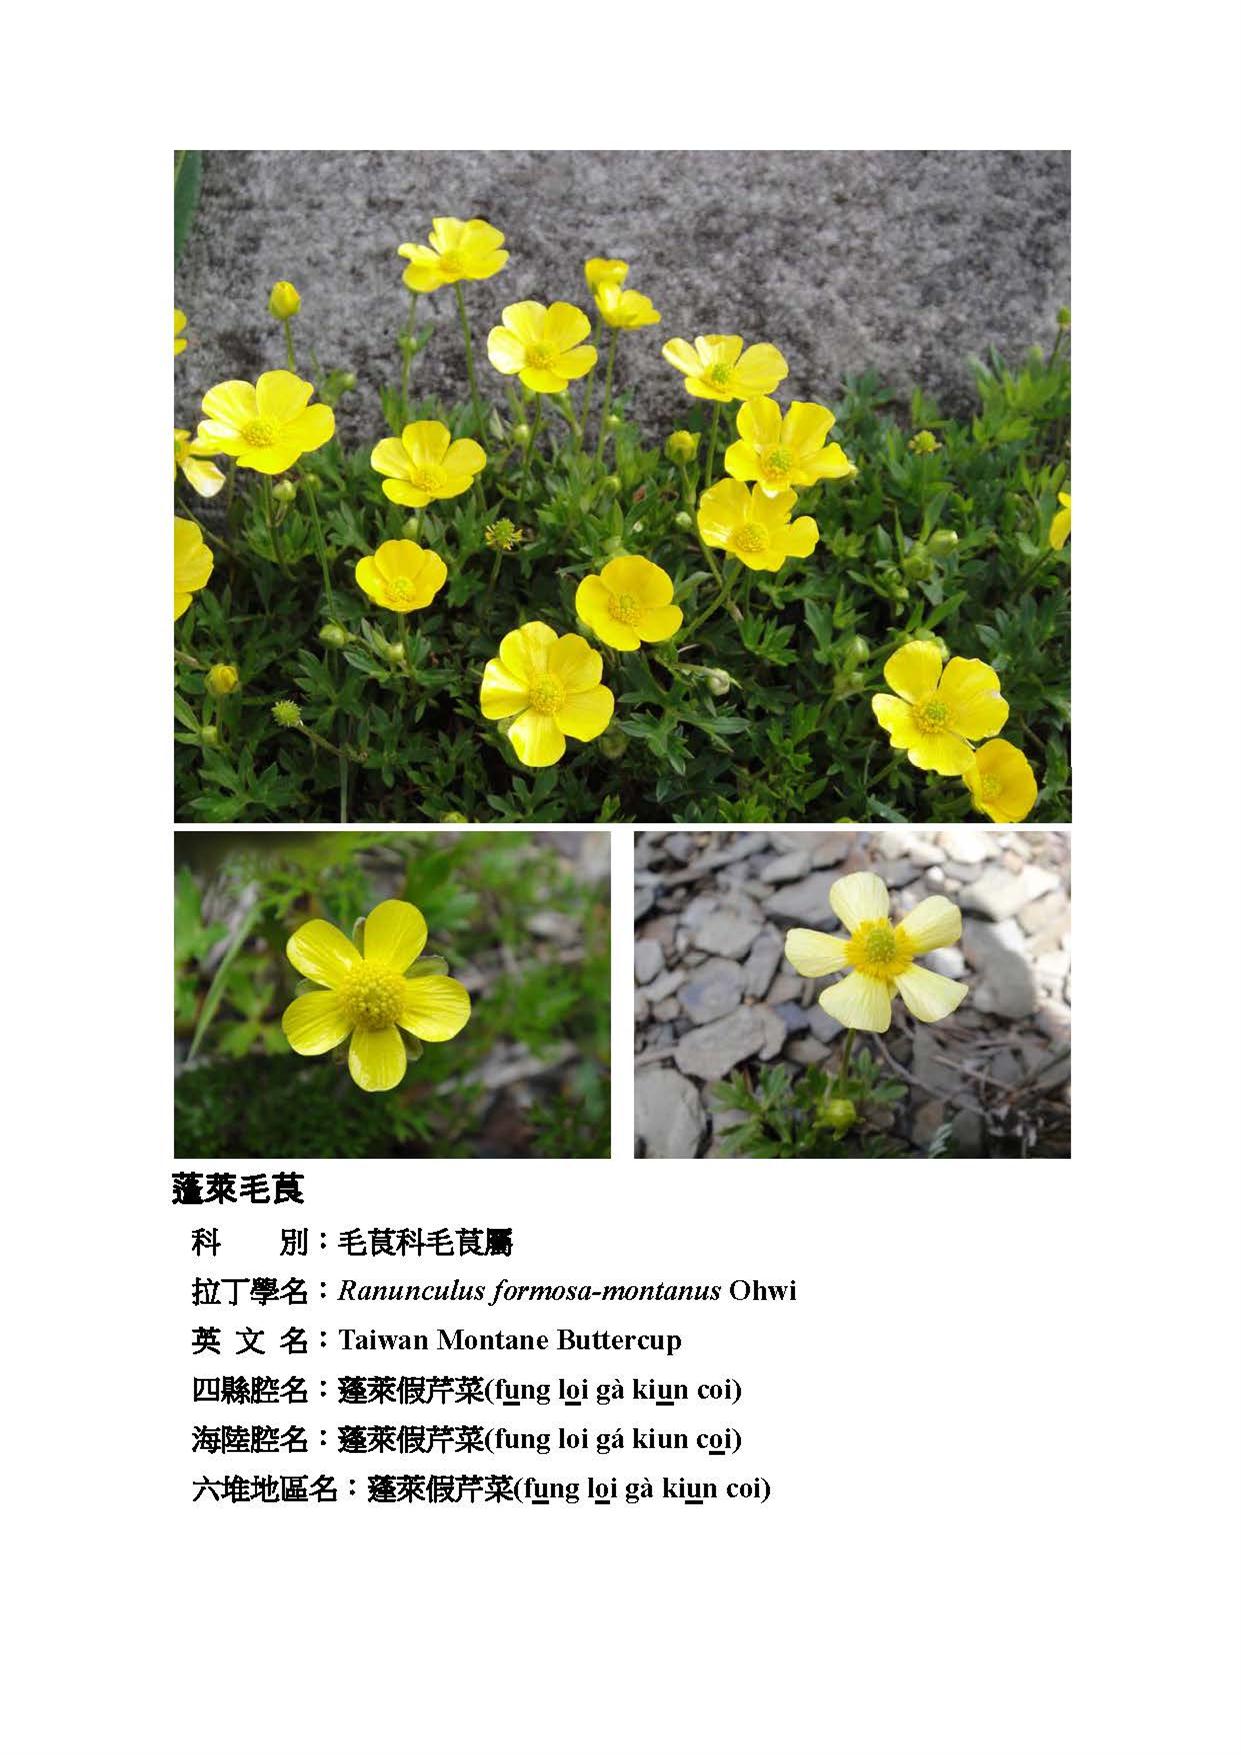 蓬萊毛茛
科　　別：毛茛科毛茛屬
拉丁學名：Ranunculus formosa-montanus Ohwi
英 文 名：Taiwan Montane Buttercup
四縣腔名：蓬萊假芹菜(fung loi gà kiun coi)
海陸腔名：蓬萊假芹菜(fung loi gá kiun coi)
六堆地區名：蓬萊假芹菜(fung loi gà kiun coi)